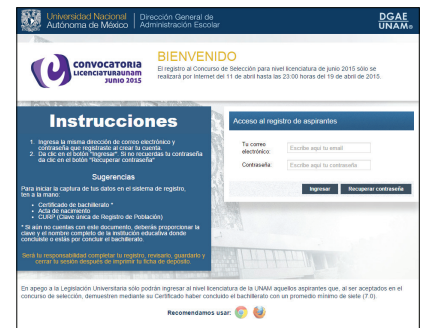 Universidad Nacional
Autónoma de México
Dirección General de
Administración Escolar
DGAE
UNAM
convocatoria
Licenciaturaunam
junio 2015
BIENVENIDO
El registro al Concurso de Selección para nivel licenciatura de junio 2015 sólo se
realizará por Internet del 11 de abril hasta las 23:00 horas del 19 de abril de 2015.
Instrucciones
1. Ingresa la misma dirección de correo electrónico y
contraseña que registraste al crear tu cuenta.
2. Da clic en el botón "Ingresar". Si no recuerdas tu contraseña
da clic en el botón "Recuperar contraseña"
Sugerencias
Para iniciar la captura de tus datos en el sistema de registro,
ten a la mano:
• Certificado de bachillerato *
• Acta de nacimiento
• CURP (Clave única de Registro de Población)
* Si aún no cuentas con este documento, deberás proporcionar la
clave y el nombre completo de la institución educativa donde
concluiste o estás por concluir el bachillerato.
Será tu responsabilidad completar tu registro, revisarlo, guardarlo y
cerrar tu sesión después de imprimir tu ficha de depósito.
Acceso al registro de aspirantes
Tu correo
electrónico:
Escribe aquí tu email
Contraseña:
Escribe aquí tu contraseña
Ingresar
Recuperar contraseña
En apego a la Legislación Universitaria sólo podrán ingresar al nivel licenciatura de la UNAM aquellos aspirantes que, al ser aceptados en el
concurso de selección, demuestren mediante su Certificado haber concluido el bachillerato con un promedio mínimo de siete (7.0).
Recomendamos usar: